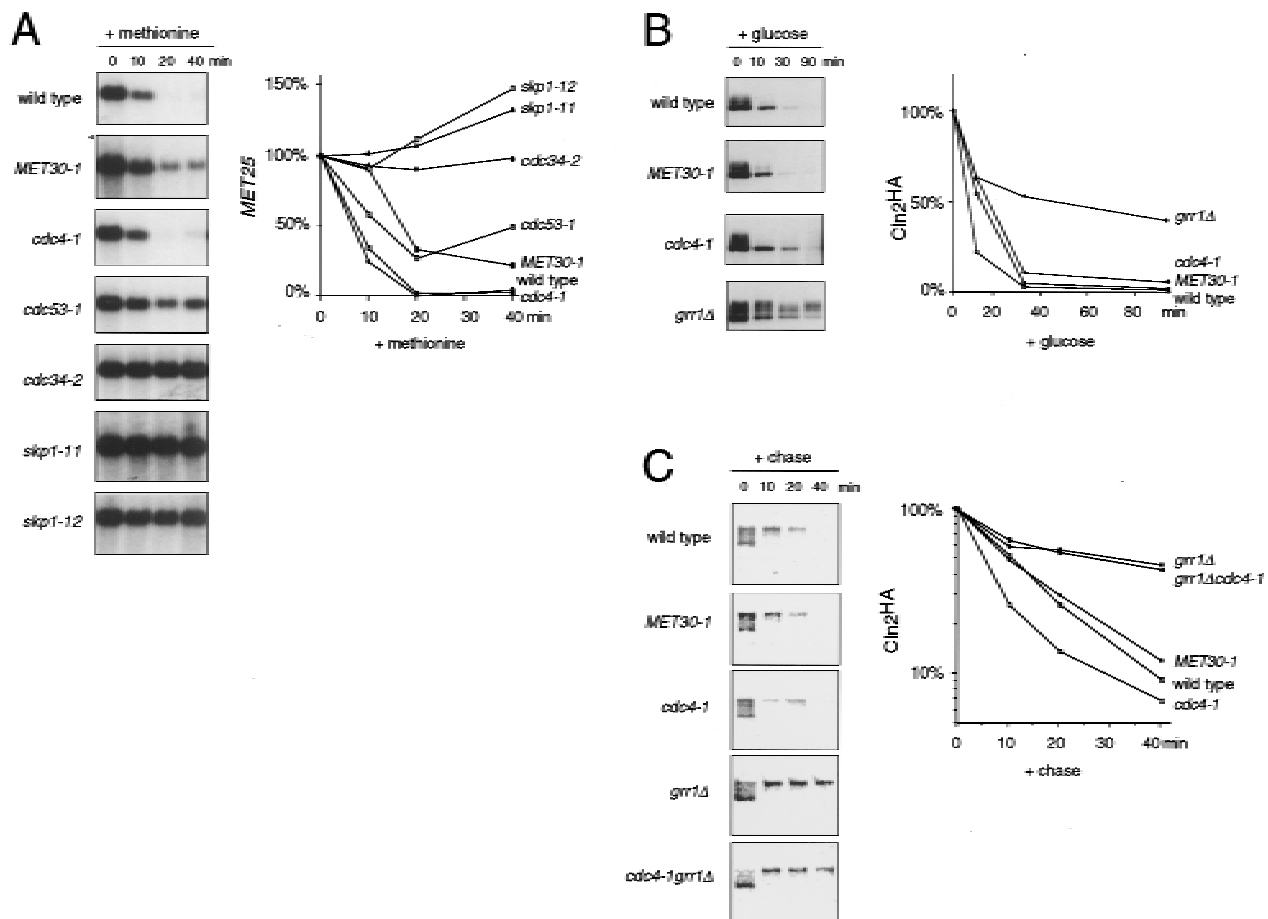 A
+ methionine
0 10 20 40 min
wild type
MET30-1
cdc4-1
cdc53-1
cdc34-2
skp1-11
skp1-12
150%
100%
50%
0%
MET25
skp1-12
skp1-11
cdc34-2
cdc53-1
MET30-1
wild type
cdc4-1
0 10 20 30 40 min
+ methionine
B
+ glucose
0 10 30 90 min
wild type
MET30-1
cdc4-1
grr1Δ
100%
50%
0%
Cln2HA
grr1Δ
cdc4-1
MET30-1
wild type
0 20 40 60 80 min
+ glucose
C
+ chase
0 10 20 40 min
wild type
MET30-1
cdc4-1
grr1Δ
cdc4-1grr1Δ
100%
10%
Cln2HA
grr1Δ
grr1Δcdc4-1
MET30-1
wild type
cdc4-1
0 10 20 30 40 min
+ chase